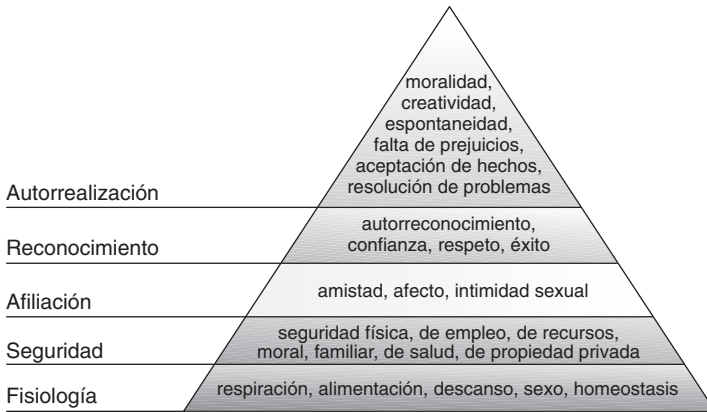 moralidad,
creatividad,
espontaneidad,
falta de prejuicios,
aceptación de hechos,
resolución de problemas
Autorrealización
autorreconocimiento,
confianza, respeto, éxito
Reconocimiento
amistad, afecto, intimidad sexual
Afiliación
seguridad física, de empleo, de recursos,
moral, familiar, de salud, de propiedad privada
Seguridad
respiración, alimentación, descanso, sexo, homeostasis
Fisiología